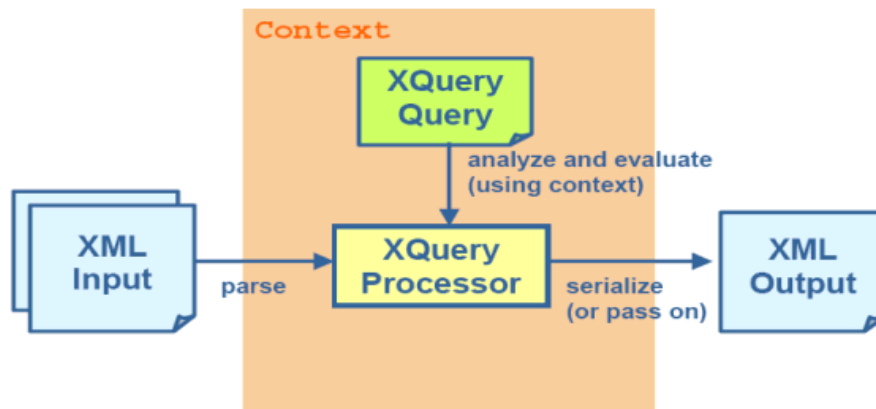 Context
XQuery
Query
analyze and evaluate
(using context)
XML
Input
parse
XQuery
Processor
serialize
(or pass on)
XML
Output